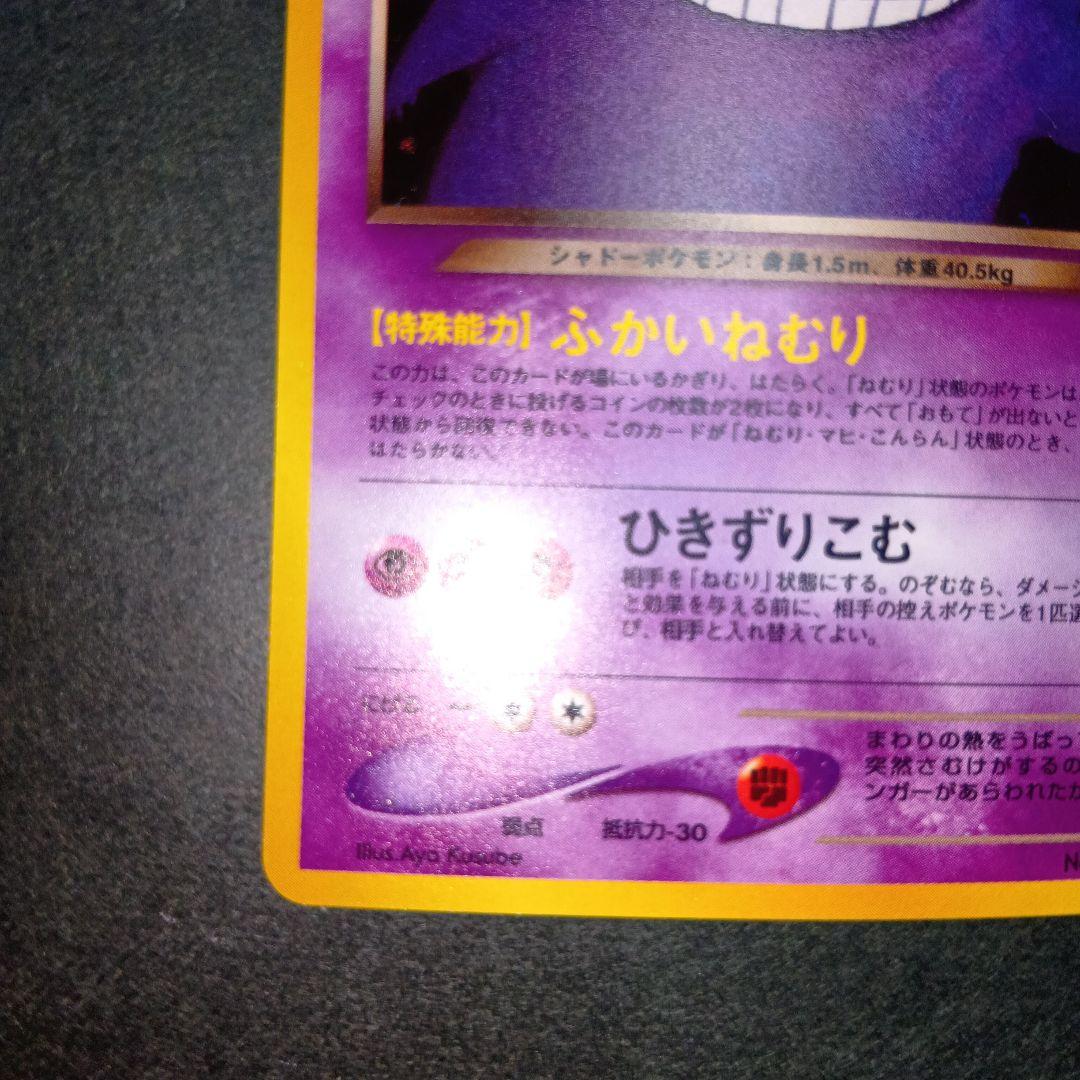 シャドーポケモン：身長1.5m、体重40.5kg
【特殊能力】ふかいねむり
この力は、このカードが場にいるかぎり、はたらく。「ねむり」状態のポケモンは
チェックのときに投げるコインの枚数が2枚になり、すべて「おもて」が出ないと
状態から回復できない。このカードが「ねむり・マヒ・こんらん」状態のとき、
はたらかない。
ひきずりこむ
相手を「ねむり」状態にする。のぞむなら、ダメージ
と効果を与える前に、相手の控えポケモンを1匹選
び、相手と入れ替えてよい。
にげる
まわりの熱をうばっ
突然さむけがするの
ンガーがあらわれたか
弱点 抵抗力-30
Illus.Aya Kusube
N